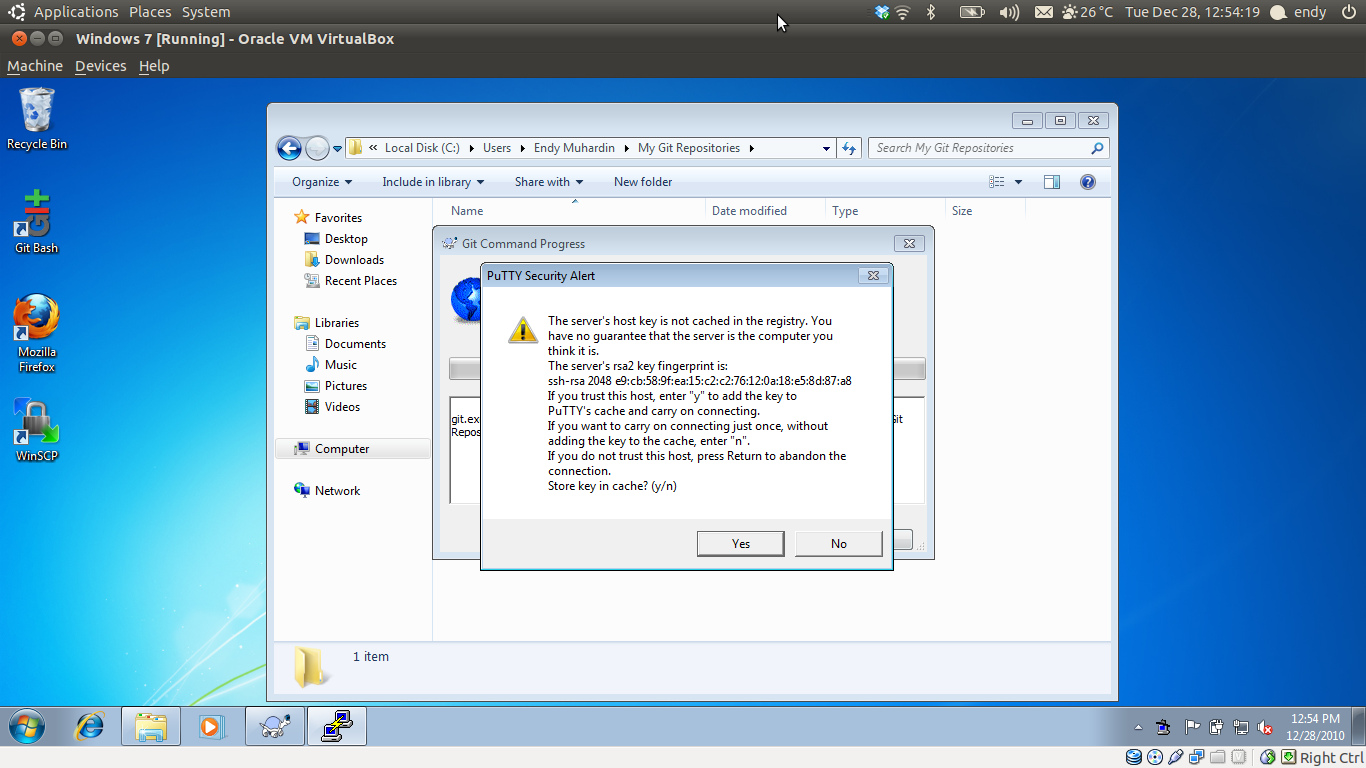 Applications Places System 26 °C Tue Dec 28, 12:54:19 endy
Windows 7 [Running] - Oracle VM VirtualBox
Machine Devices Help
Recycle Bin
Git Bash
Mozilla
Firefox
WinSCP
« Local Disk (C:) Users Endy Muhardin My Git Repositories
Search My Git Repositories
Organize Include in library Share with New folder
Favorites
Desktop
Downloads
Recent Places
Libraries
Documents
Music
Pictures
Videos
Computer
Network
Name Date modified Type Size
Git Command Progress
git.ex
Repos
Git
PuTTY Security Alert
The server's host key is not cached in the registry. You
have no guarantee that the server is the computer you
think it is.
The server's rsa2 key fingerprint is:
ssh-rsa 2048 e9:cb:58:9f:ea:15:c2:c2:76:12:0a:18:e5:8d:87:a8
If you trust this host, enter "y" to add the key to
PuTTY's cache and carry on connecting.
If you want to carry on connecting just once, without
adding the key to the cache, enter "n".
If you do not trust this host, press Return to abandon the
connection.
Store key in cache? (y/n)
Yes No
1 item
12:54 PM
12/28/2010
Right Ctrl